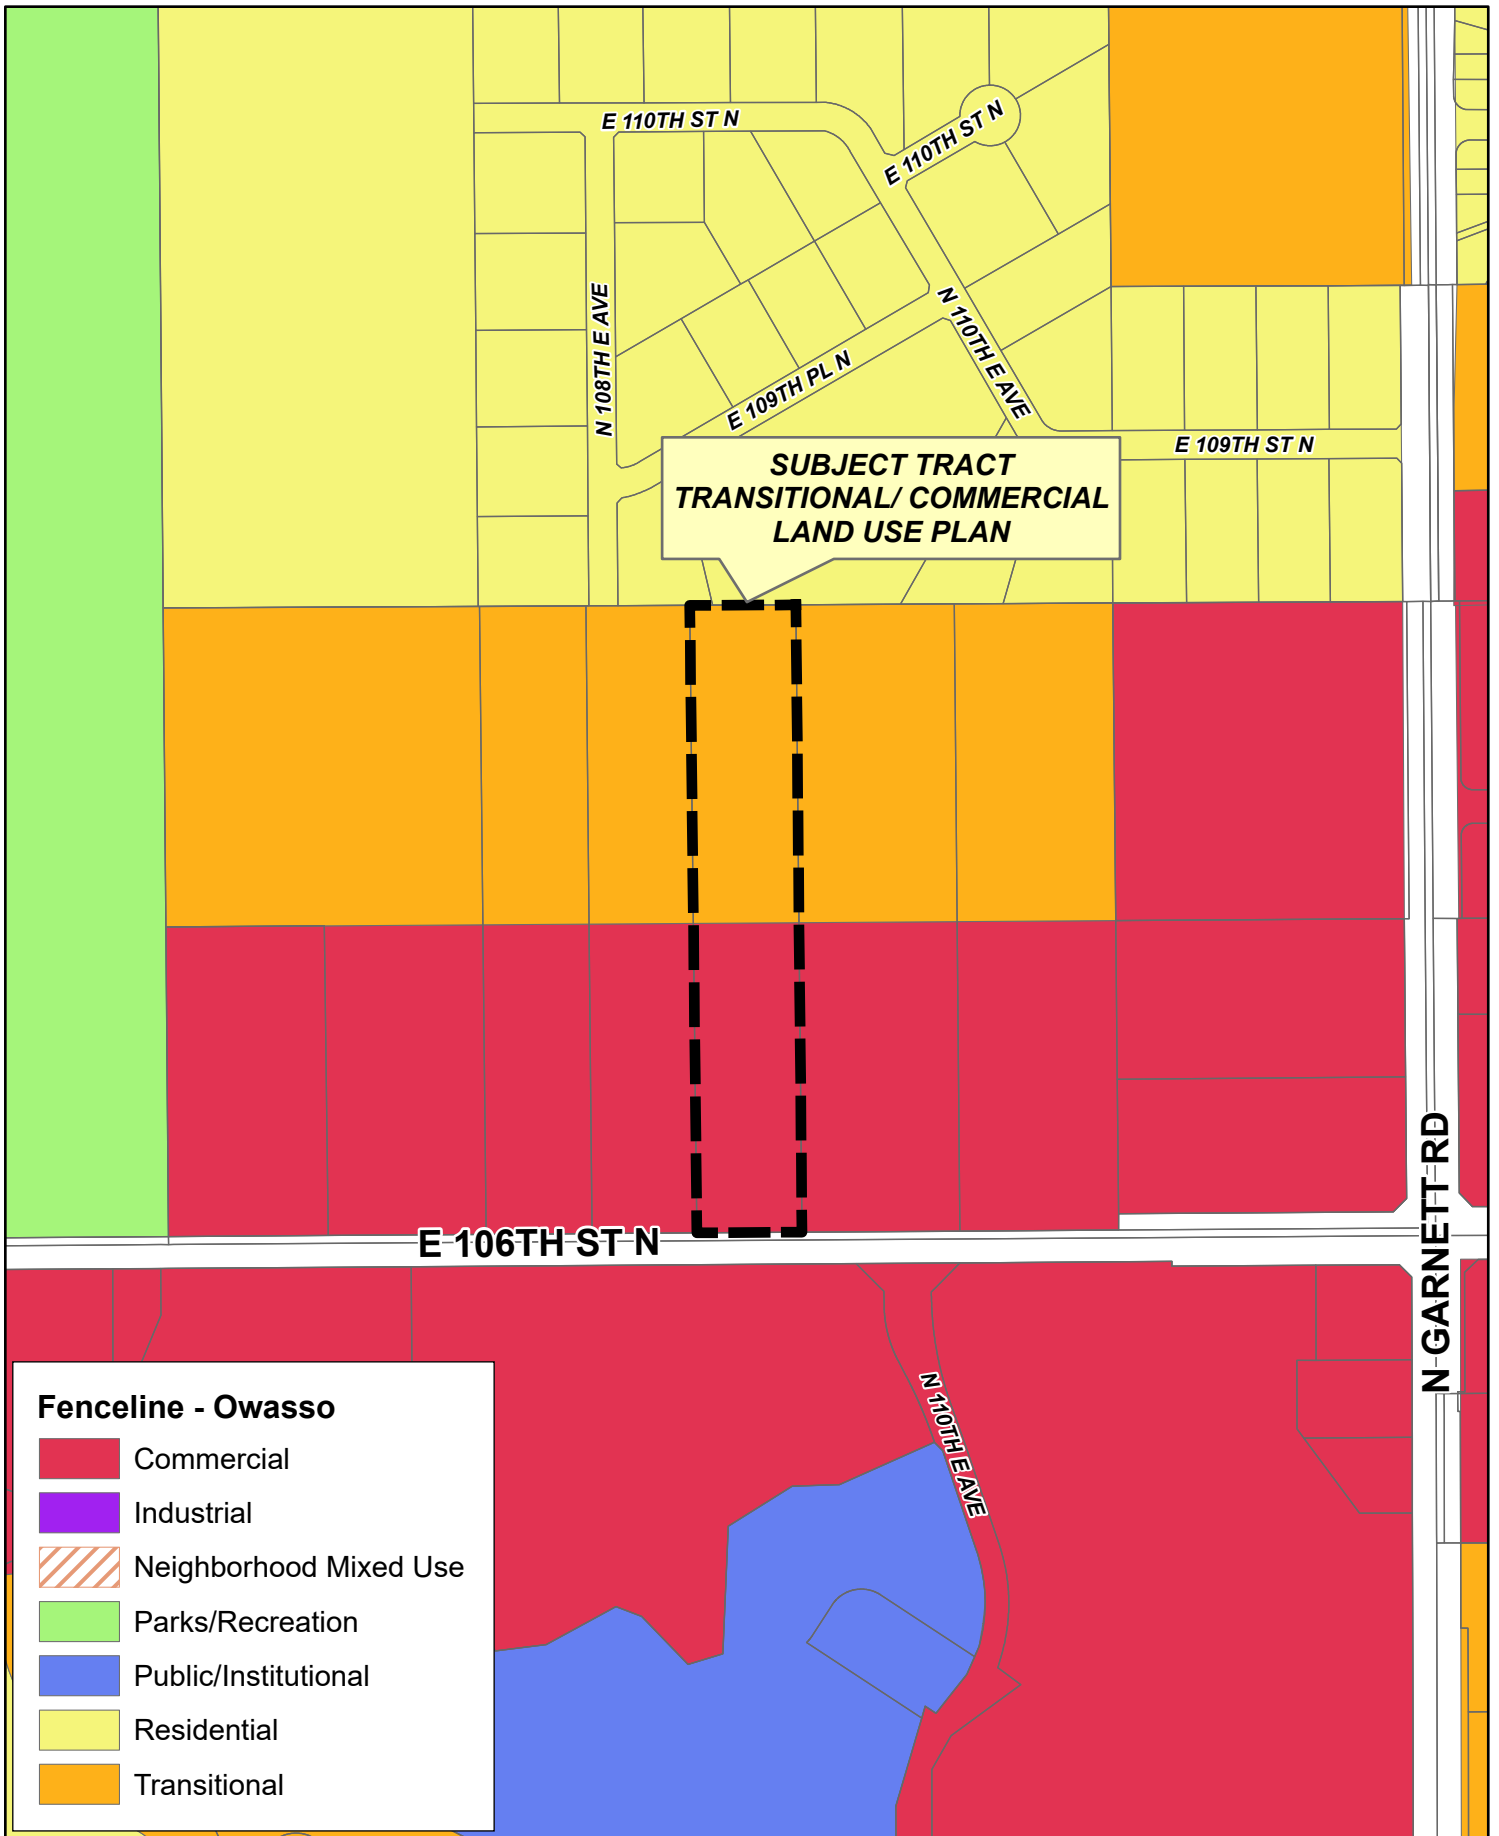 E 110TH ST N
E 110TH ST N
N 108TH E AVE
N 110TH E AVE
E 109TH PL N
E 109TH ST N
SUBJECT TRACT
TRANSITIONAL/ COMMERCIAL
LAND USE PLAN
E 106TH ST N
N GARNETT RD
N 110TH E AVE
Fenceline - Owasso
Commercial
Industrial
Neighborhood Mixed Use
Parks/Recreation
Public/Institutional
Residential
Transitional